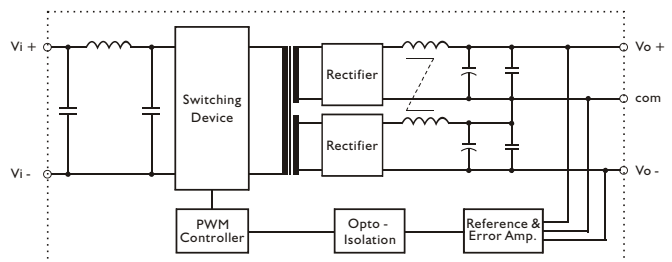 Vi +
Vo +
Rectifier
Switching
Device
com
Rectifier
Vi -
Vo -
PWM
Controller
Opto -
Isolation
Reference &
Error Amp.